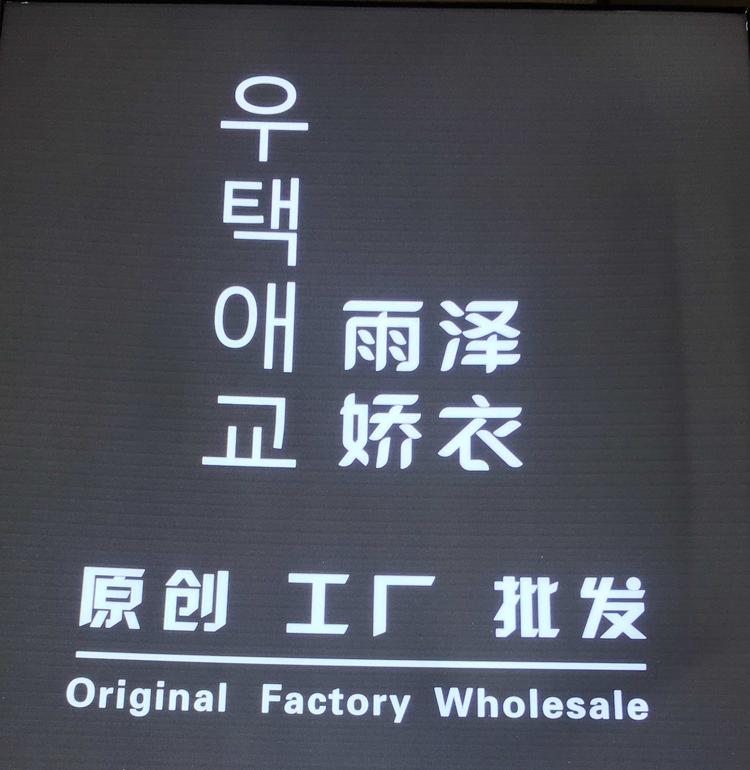 우택애교
雨泽
娇衣
原创 工厂 批发
Original Factory Wholesale